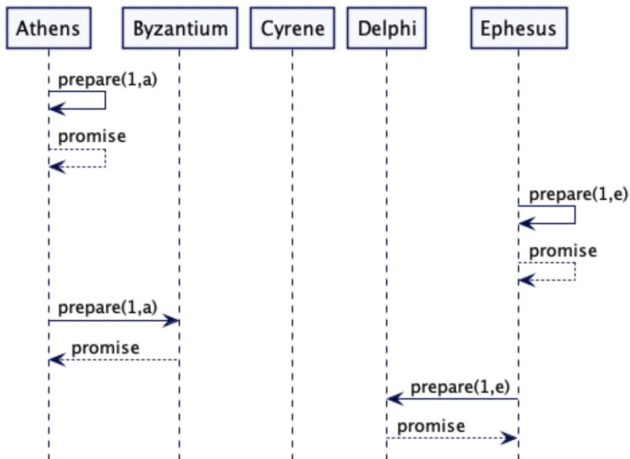 Athens Byzantium Cyrene Delphi Ephesus
prepare(1,a)
promise
prepare(1,e)
promise
prepare(1,a)
promise
prepare(1,e)
promise